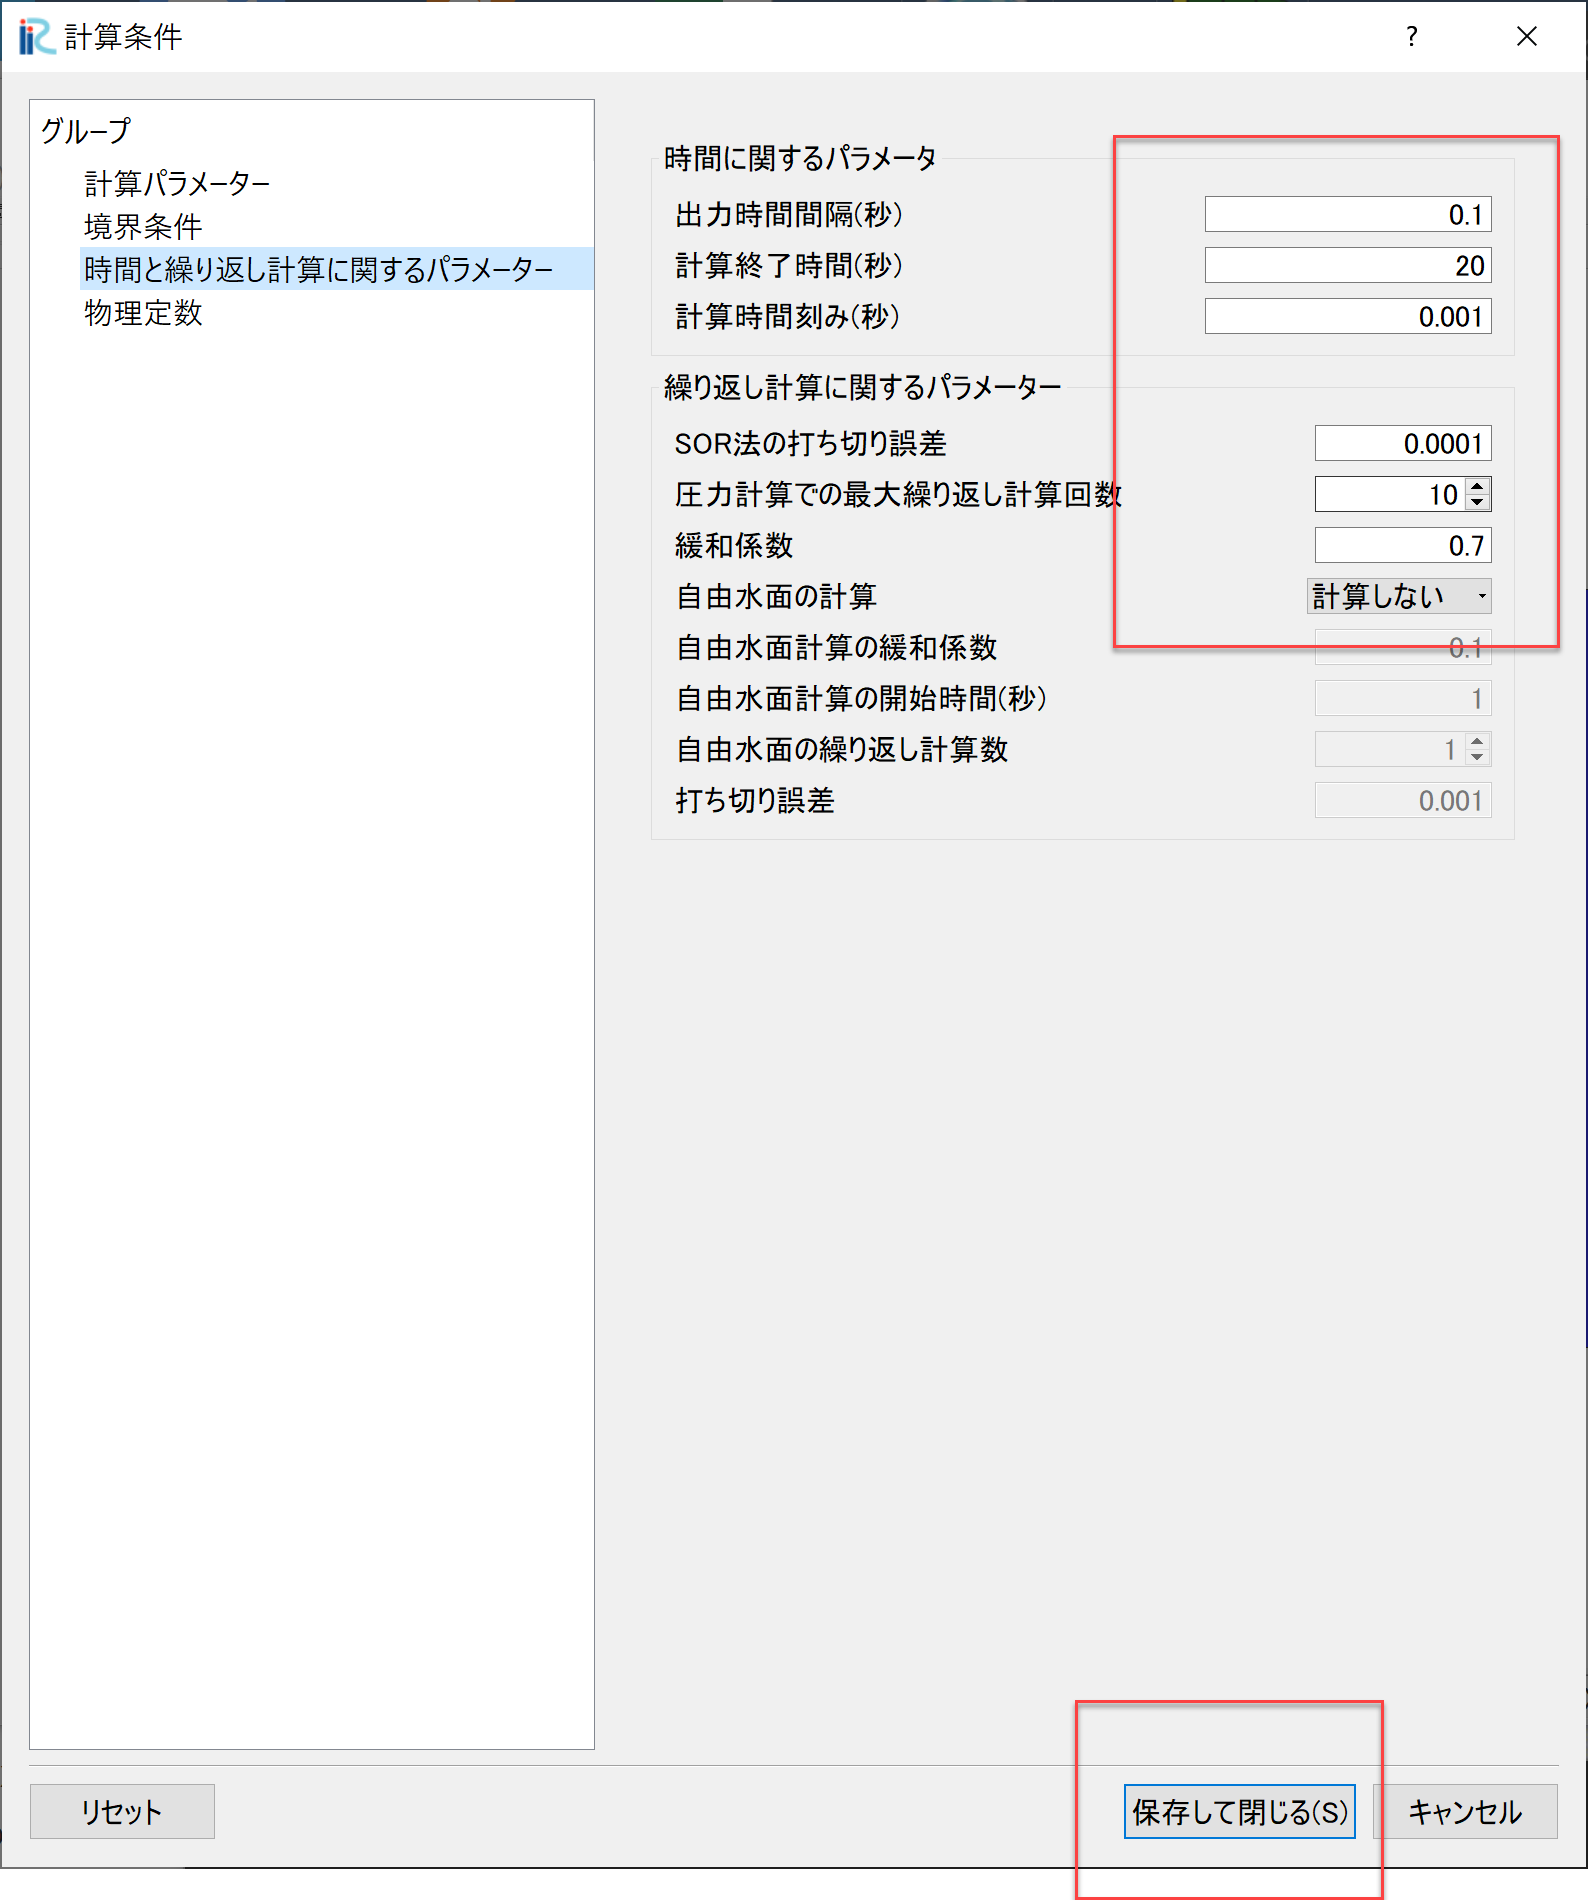 計算条件
?
グループ
計算パラメーター
境界条件
時間と繰り返し計算に関するパラメーター
物理定数
時間に関するパラメータ
出力時間間隔(秒) 0.1
計算終了時間(秒) 20
計算時間刻み(秒) 0.001
繰り返し計算に関するパラメーター
SOR法の打ち切り誤差 0.0001
圧力計算での最大繰り返し計算回数 10
緩和係数 0.7
自由水面の計算 計算しない
自由水面計算の緩和係数 0.1
自由水面計算の開始時間(秒) 1
自由水面の繰り返し計算数 1
打ち切り誤差 0.001
リセット 保存して閉じる(S) キャンセル